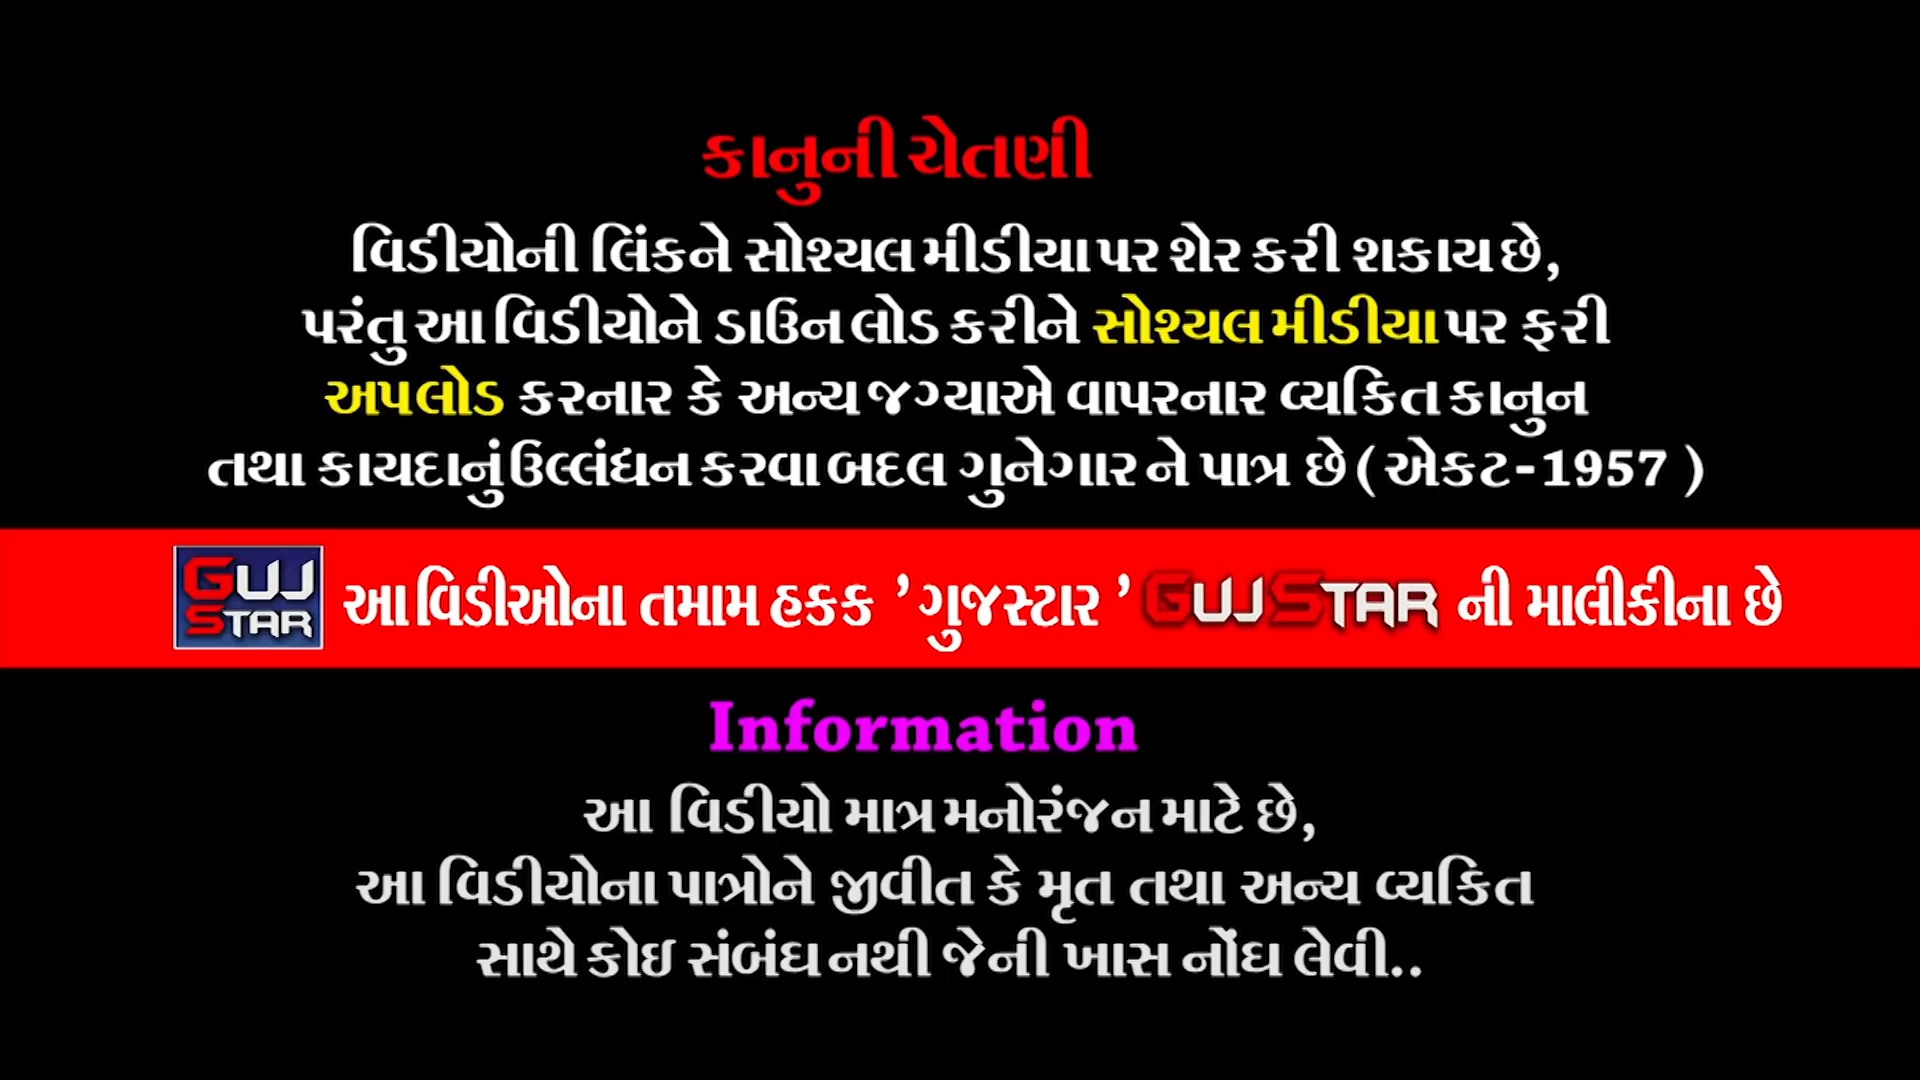 કાનુની ચેતણી
વિડીયોની લિંકને સોશ્યલ મીડીયા પર શેર કરી શકાય છે,
પરંતુ આ વિડીયોને ડાઉન લોડ કરીને સોશ્યલ મીડીયા પર ફરી
અપલોડ કરનાર કે અન્ય જગ્યાએ વાપરનાર વ્યકિત કાનુન
તથા કાયદાનું ઉલ્લંઘન કરવા બદલ ગુનેગાર ને પાત્ર છે ( એકટ-1957 )
GUJ STAR આ વિડીઓના તમામ હકક ’ગુજસ્ટાર ’ GUJ STAR ની માલીકીના છે
Information
આ વિડીયો માત્ર મનોરંજન માટે છે,
આ વિડીયોના પાત્રોને જીવીત કે મૃત તથા અન્ય વ્યકિત
સાથે કોઇ સંબંઘ નથી જેની ખાસ નોંઘ લેવી..